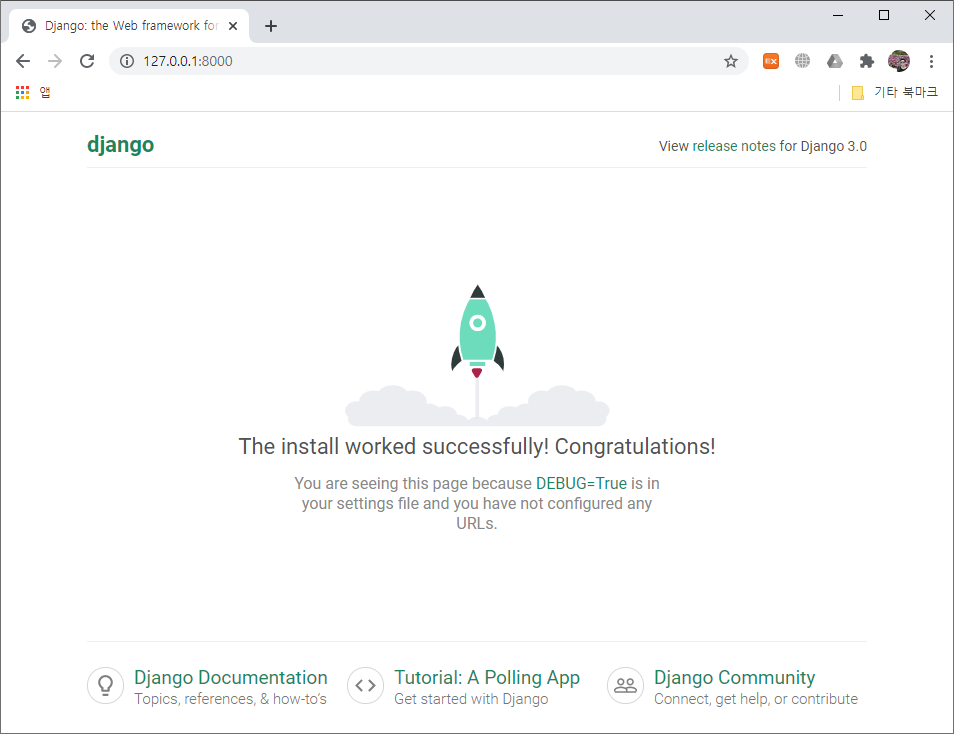 Django: the Web framework for
127.0.0.1:8000
EX
앱
기타 북마크
django
View release notes for Django 3.0
The install worked successfully! Congratulations!
You are seeing this page because DEBUG=True is in
your settings file and you have not configured any
URLs.
Django Documentation
Topics, references, & how-to's
Tutorial: A Polling App
Get started with Django
Django Community
Connect, get help, or contribute